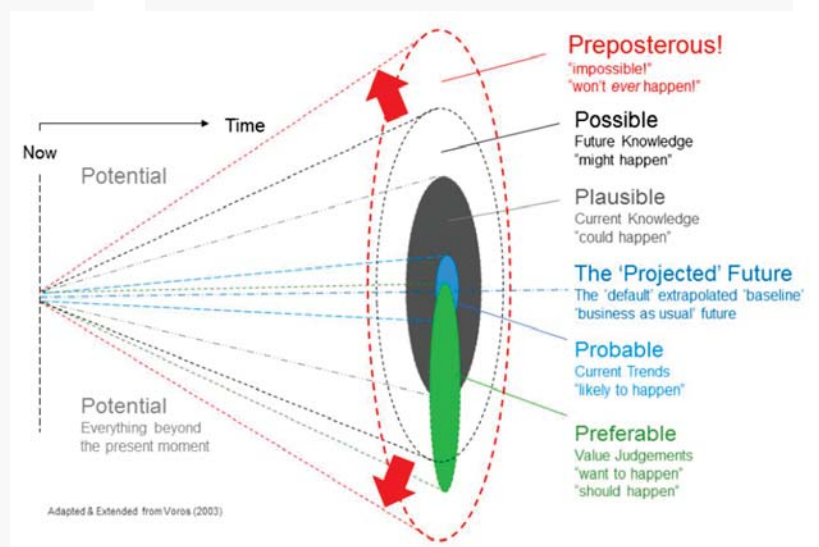 Preposterous!
"impossible!"
"won't ever happen!"
Time
Now
Potential
Possible
Future Knowledge
"might happen"
Plausible
Current Knowledge
"could happen"
The 'Projected' Future
The 'default' extrapolated 'baseline'
'business as usual' future
Probable
Current Trends
"likely to happen"
Potential
Everything beyond
the present moment
Preferable
Value Judgements
"want to happen"
"should happen"
Adapted & Extended from Voros (2003)